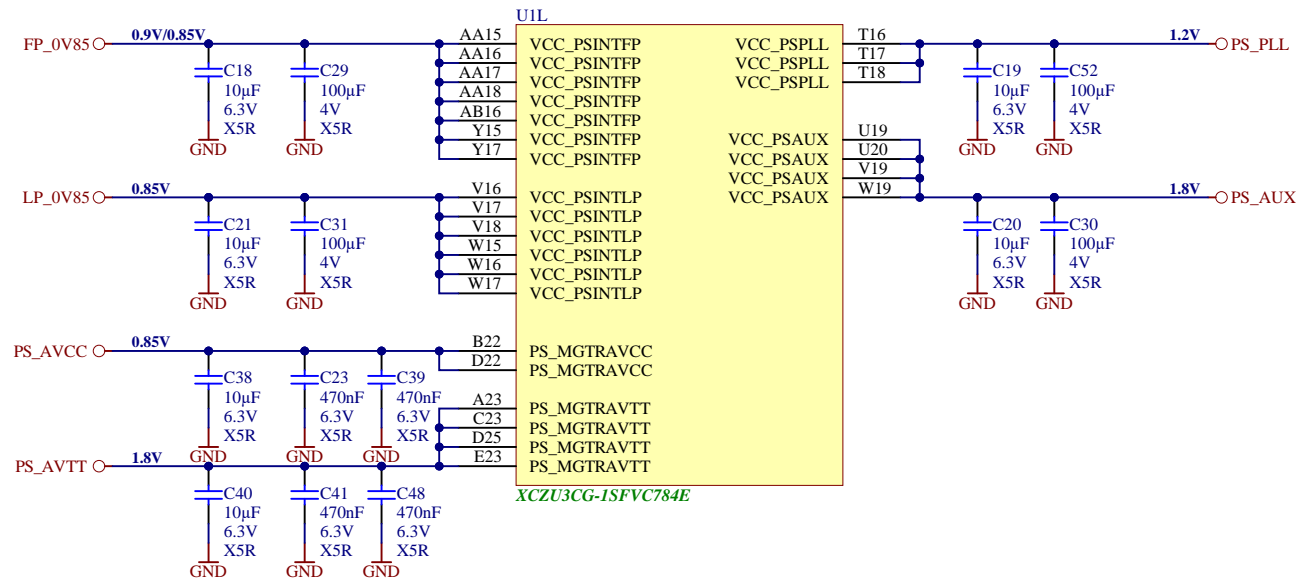 U1L
FP_0V85
0.9V/0.85V
C18
10µF
6.3V
X5R
GND
C29
100µF
4V
X5R
GND
AA15 VCC_PSINTFP
AA16 VCC_PSINTFP
AA17 VCC_PSINTFP
AA18 VCC_PSINTFP
AB16 VCC_PSINTFP
Y15 VCC_PSINTFP
Y17 VCC_PSINTFP
VCC_PSPLL T16
VCC_PSPLL T17
VCC_PSPLL T18
1.2V
PS_PLL
C19
10µF
6.3V
X5R
GND
C52
100µF
4V
X5R
GND
LP_0V85
0.85V
C21
10µF
6.3V
X5R
GND
C31
100µF
4V
X5R
GND
V16 VCC_PSINTLP
V17 VCC_PSINTLP
V18 VCC_PSINTLP
W15 VCC_PSINTLP
W16 VCC_PSINTLP
W17 VCC_PSINTLP
VCC_PSAUX U19
VCC_PSAUX U20
VCC_PSAUX V19
VCC_PSAUX W19
1.8V
PS_AUX
C20
10µF
6.3V
X5R
GND
C30
100µF
4V
X5R
GND
PS_AVCC
0.85V
C38
10µF
6.3V
X5R
GND
C23
470nF
6.3V
X5R
GND
C39
470nF
6.3V
X5R
GND
B22 PS_MGTRAVCC
D22 PS_MGTRAVCC
A23 PS_MGTRAVTT
C23 PS_MGTRAVTT
D25 PS_MGTRAVTT
E23 PS_MGTRAVTT
PS_AVTT
1.8V
C40
10µF
6.3V
X5R
GND
C41
470nF
6.3V
X5R
GND
C48
470nF
6.3V
X5R
GND
XCZU3CG-1SFVC784E